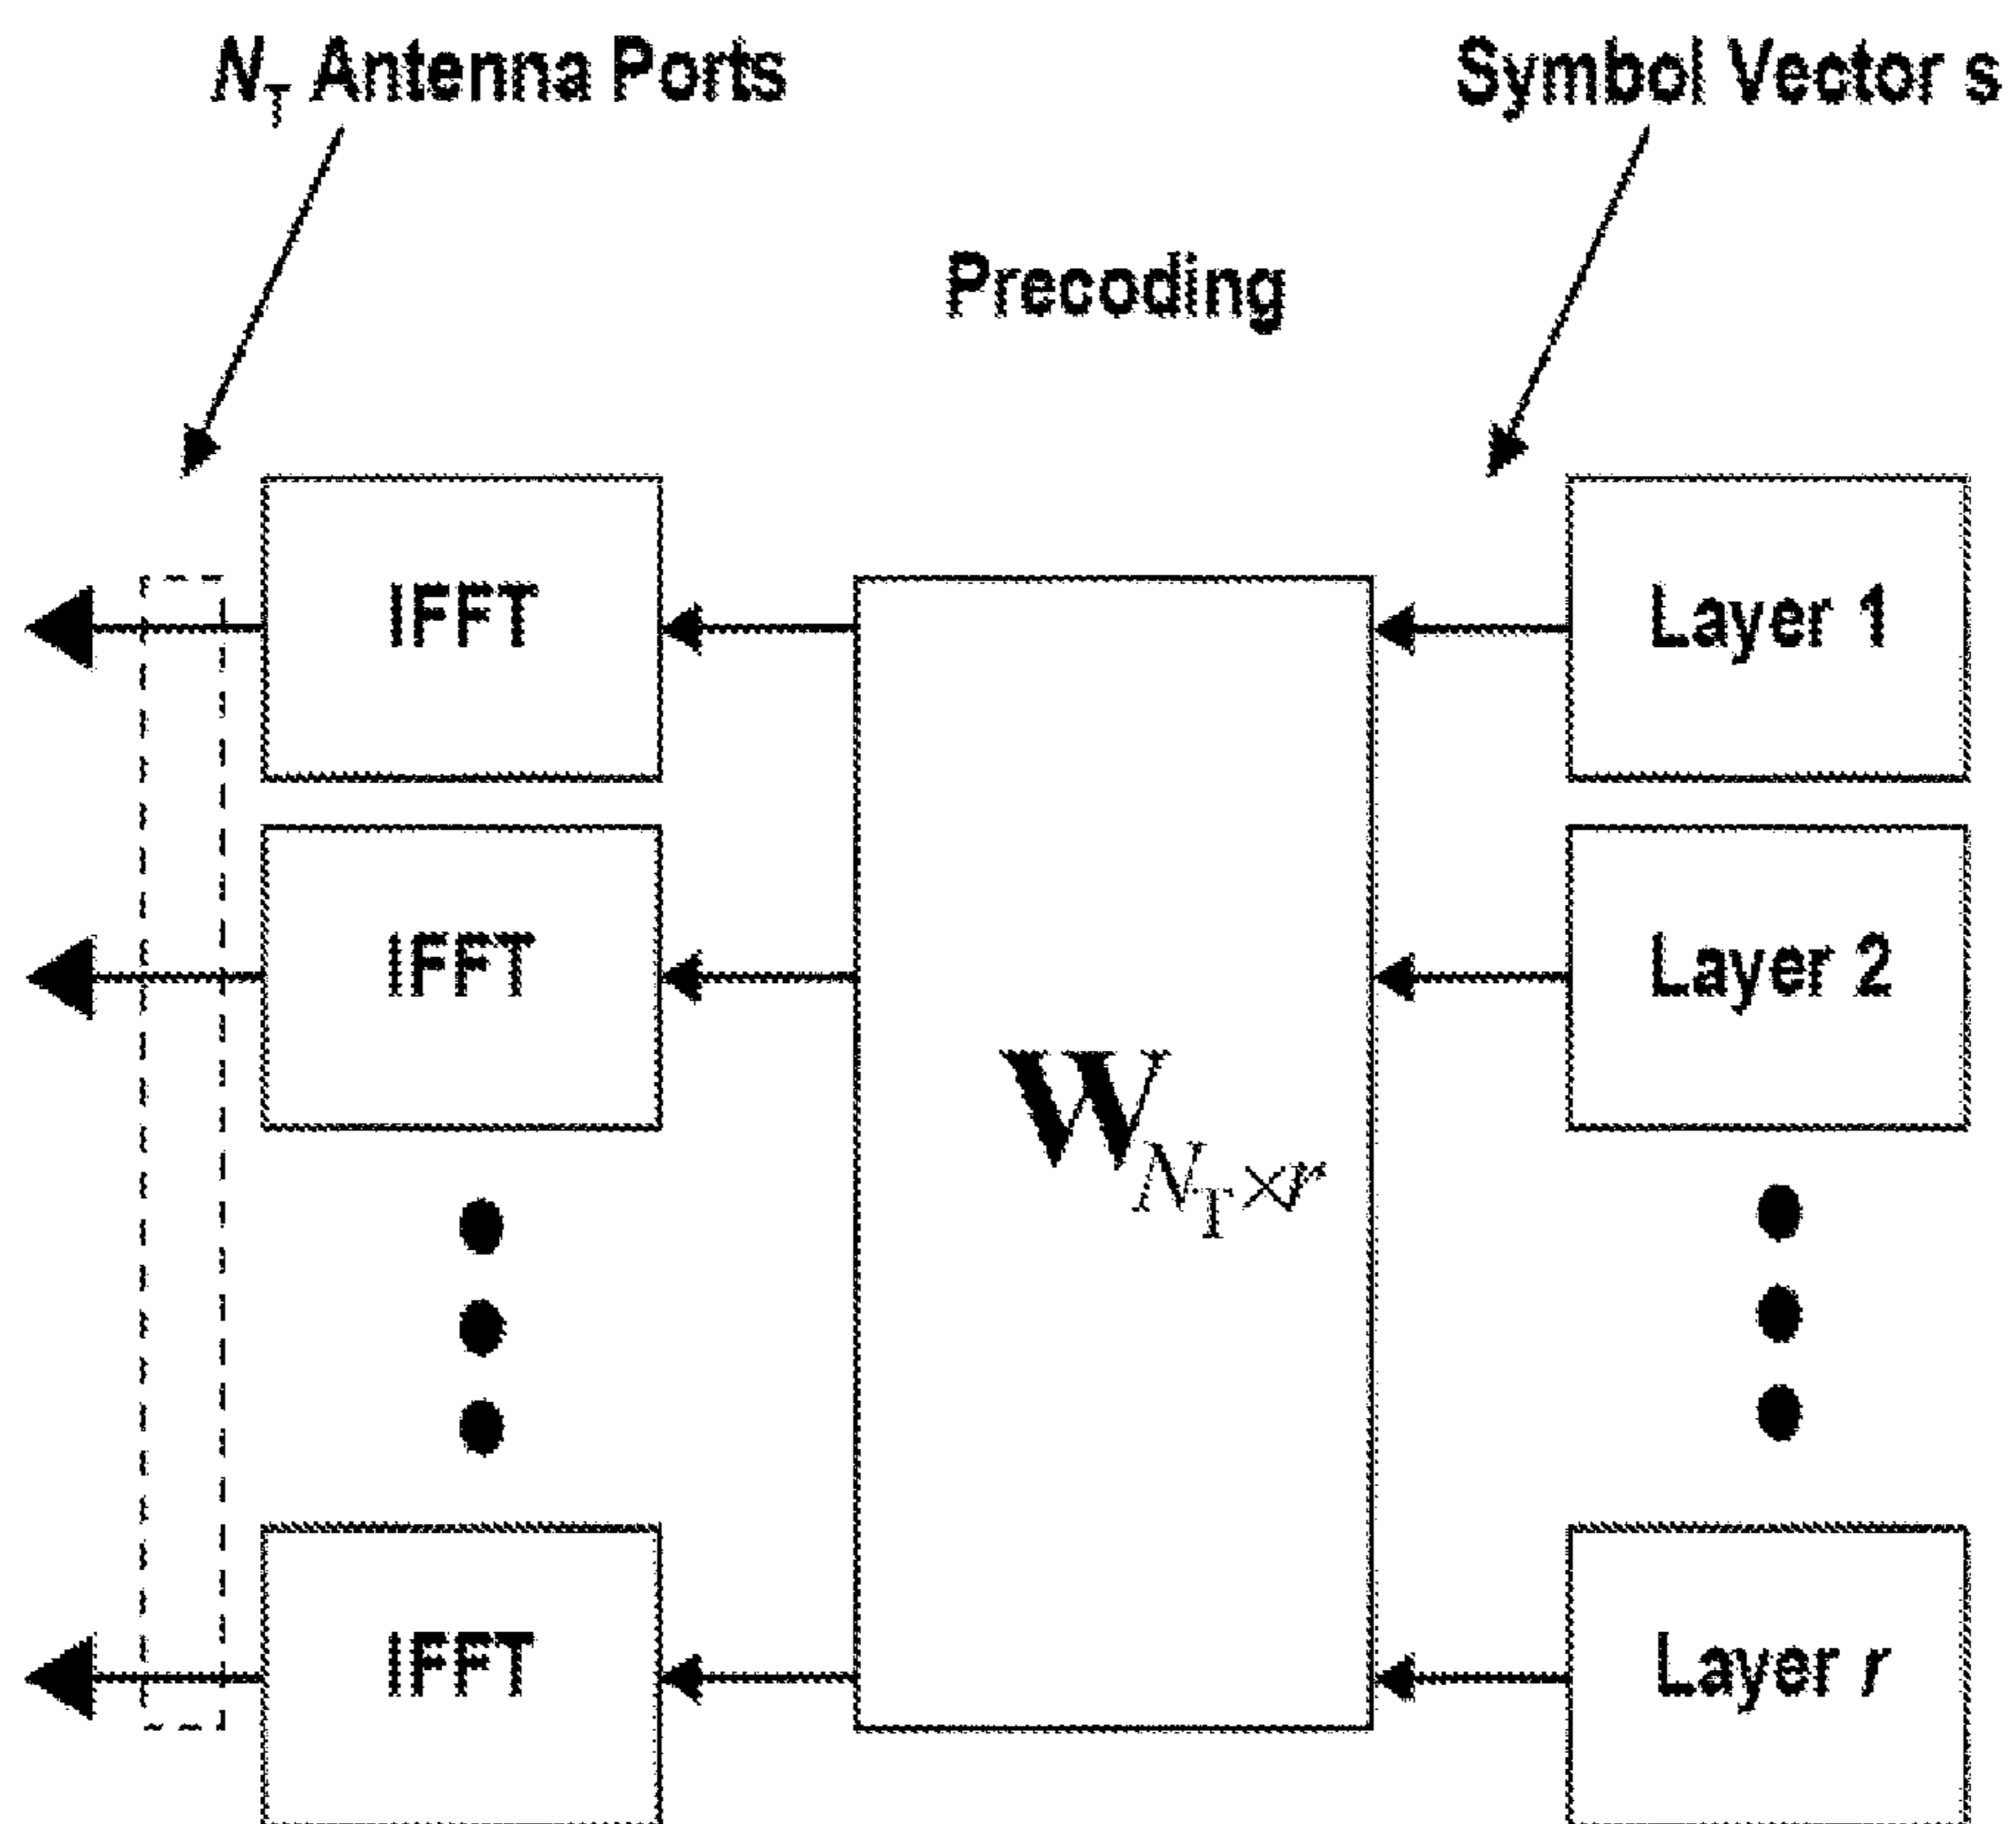 N_T Antenna Ports
Symbol Vector s
Precoding
IFFT
Layer 1
IFFT
Layer 2
W_{N_T×r}
IFFT
Layer r